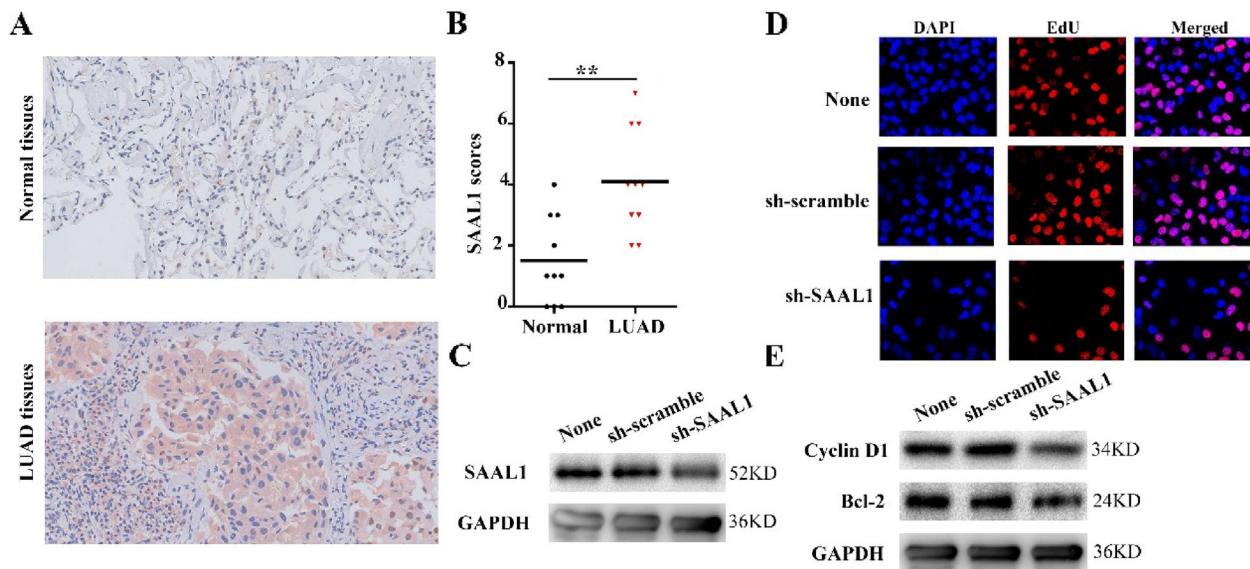 A
Normal tissues
LUAD tissues
B
**
SAAL1 scores
8
6
4
2
0
Normal LUAD
C
None sh-scramble sh-SAAL1
SAAL1 52KD
GAPDH 36KD
D
DAPI EdU Merged
None
sh-scramble
sh-SAAL1
E
None sh-scramble sh-SAAL1
Cyclin D1 34KD
Bcl-2 24KD
GAPDH 36KD